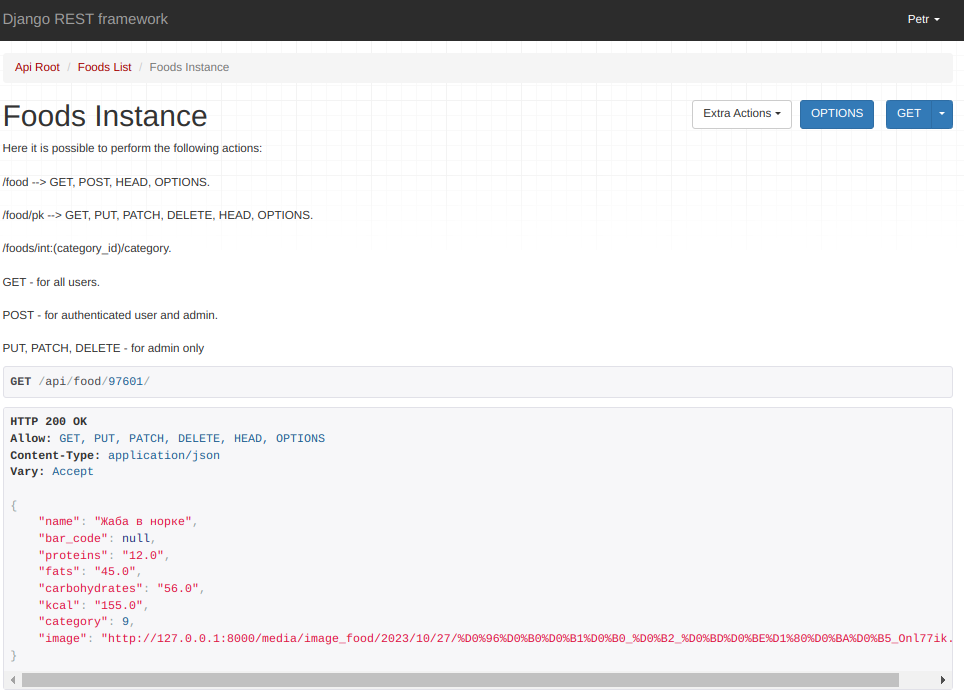 Django REST framework
Petr
Api Root / Foods List / Foods Instance
Foods Instance
Extra Actions
OPTIONS
GET
Here it is possible to perform the following actions:
/food --> GET, POST, HEAD, OPTIONS.
/food/pk --> GET, PUT, PATCH, DELETE, HEAD, OPTIONS.
/foods/int:(category_id)/category.
GET - for all users.
POST - for authenticated user and admin.
PUT, PATCH, DELETE - for admin only
GET /api/food/97601/
HTTP 200 OK
Allow: GET, PUT, PATCH, DELETE, HEAD, OPTIONS
Content-Type: application/json
Vary: Accept
{
"name": "Жаба в норке",
"bar_code": null,
"proteins": "12.0",
"fats": "45.0",
"carbohydrates": "56.0",
"kcal": "155.0",
"category": 9,
"image": "http://127.0.0.1:8000/media/image_food/2023/10/27/%D0%96%D0%B0%D0%B1%D0%B0_%D0%B2_%D0%BD%D0%BE%D1%80%D0%BA%D0%B5_Onl77ik.
}